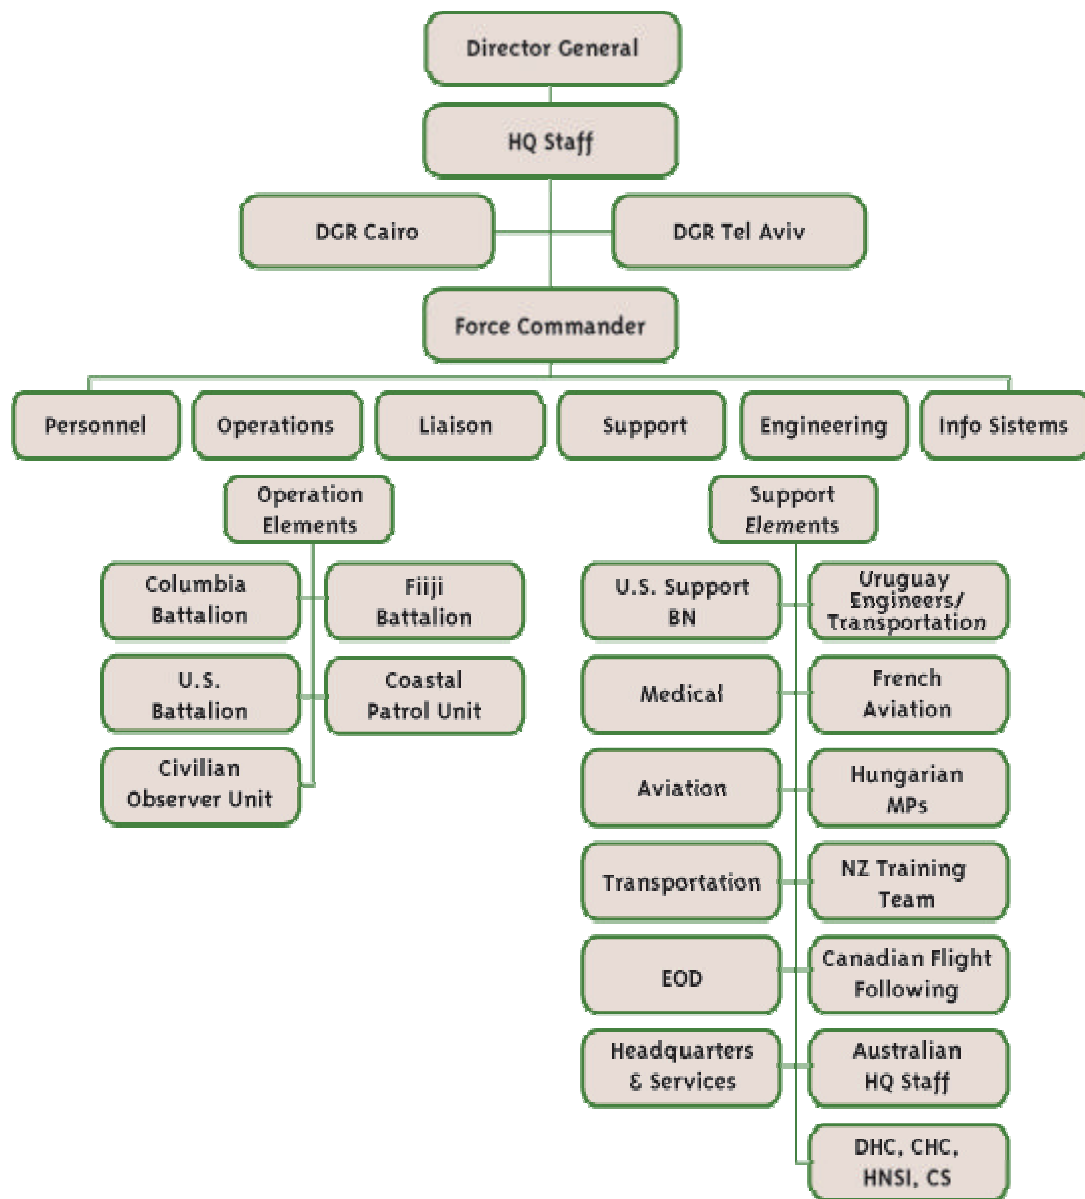 Director General
HQ Staff
DGR Cairo
DGR Tel Aviv
Force Commander
Personnel
Operations
Liaison
Support
Engineering
Info Sistems
Operation
Elements
Columbia
Battalion
Fiiji
Battalion
U.S.
Battalion
Coastal
Patrol Unit
Civilian
Observer Unit
Support
Elements
U.S. Support
BN
Uruguay
Engineers/
Transportation
Medical
French
Aviation
Aviation
Hungarian
MPs
Transportation
NZ Training
Team
EOD
Canadian Flight
Following
Headquarters
& Services
Australian
HQ Staff
DHC, CHC,
HNSI, CS